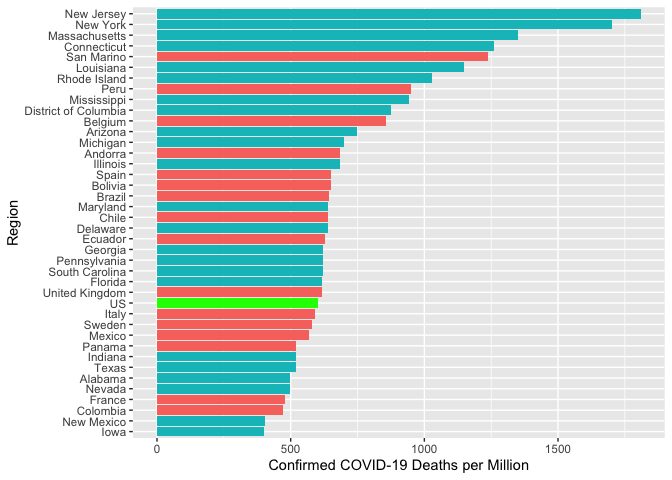 New Jersey
New York
Massachusetts
Connecticut
San Marino
Louisiana
Rhode Island
Peru
Mississippi
District of Columbia
Belgium
Arizona
Michigan
Andorra
Illinois
Spain
Bolivia
Brazil
Maryland
Chile
Delaware
Ecuador
Georgia
Pennsylvania
South Carolina
Florida
United Kingdom
US
Italy
Sweden
Mexico
Panama
Indiana
Texas
Alabama
Nevada
France
Colombia
New Mexico
Iowa
Region
0 500 1000 1500
Confirmed COVID-19 Deaths per Million